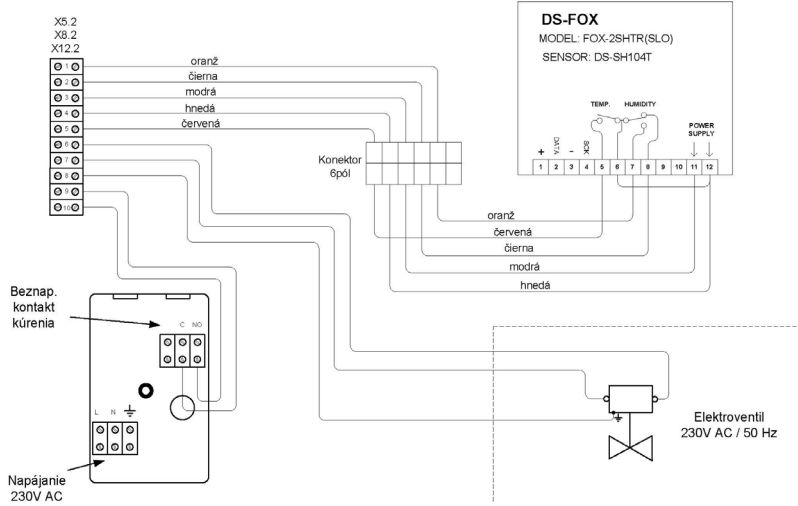 X5.2
X8.2
X12.2
1
2
3
4
5
6
7
8
9
10
oranž
čierna
modrá
hnedá
červená
DS-FOX
MODEL: FOX-2SHTR(SLO)
SENSOR: DS-SH104T
TEMP. HUMIDITY
POWER
SUPPLY
+ DATA – SCK
1 2 3 4 5 6 7 8 9 10 11 12
Konektor
6pól
oranž
červená
čierna
modrá
hnedá
Beznap.
kontakt
kúrenia
C NO
L N
Napájanie
230V AC
Elektroventil
230V AC / 50 Hz